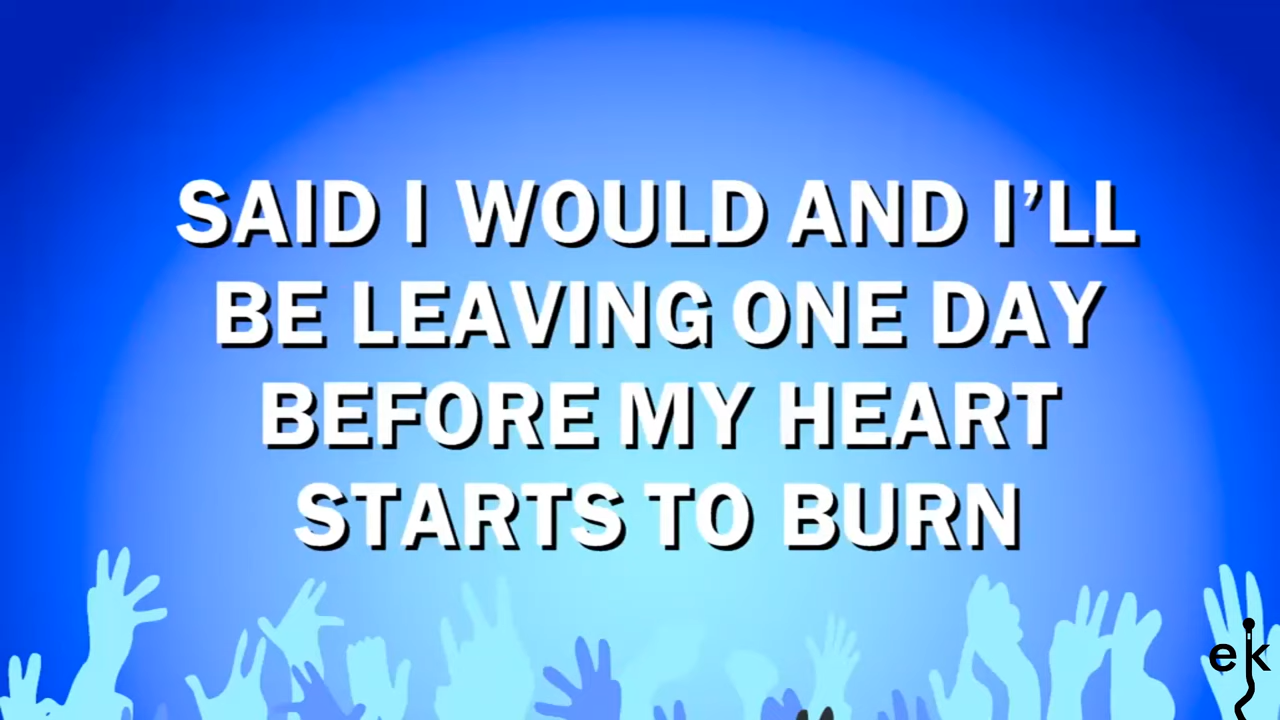 SAID I WOULD AND I’LL
BE LEAVING ONE DAY
BEFORE MY HEART
STARTS TO BURN
ek